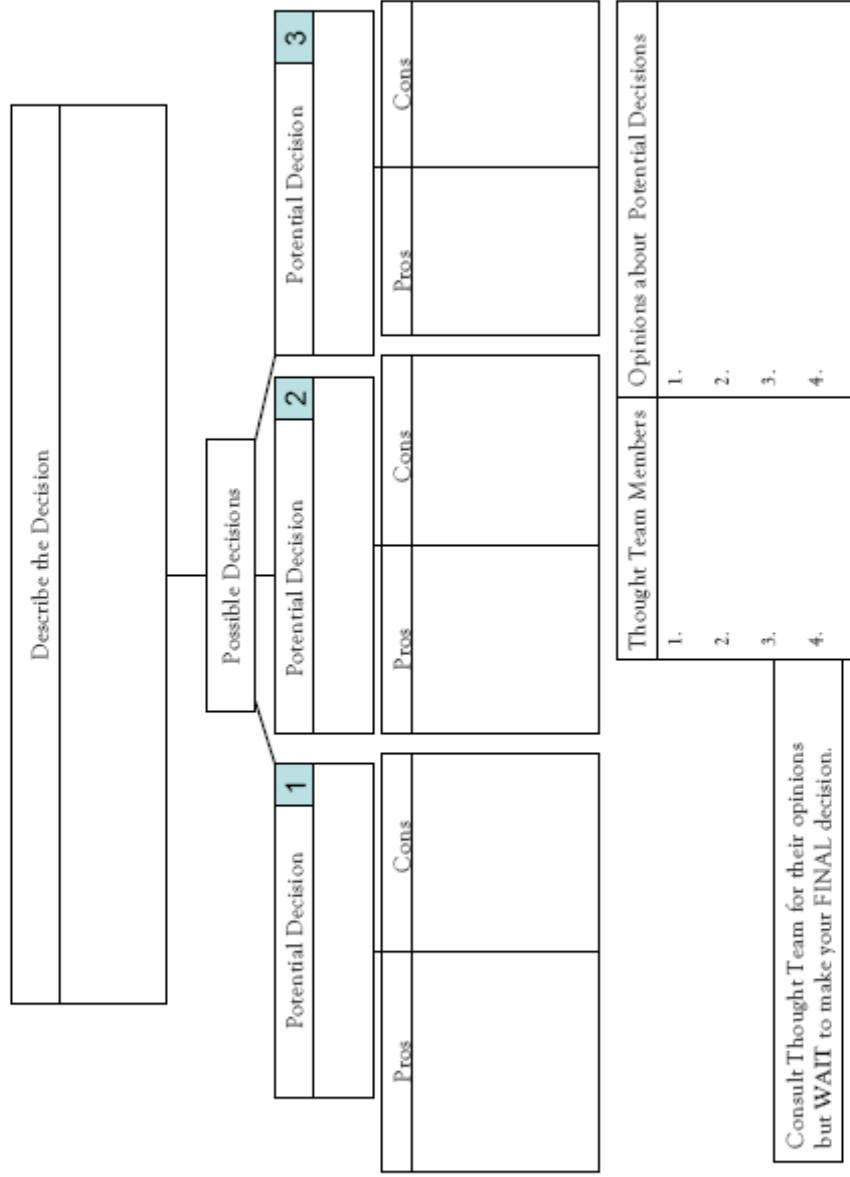 Describe the Decision
Possible Decisions
Potential Decision 1
Potential Decision 2
Potential Decision 3
Pros Cons
Pros Cons
Pros Cons
Thought Team Members Opinions about Potential Decisions
1. 1.
2. 2.
3. 3.
4. 4.
Consult Thought Team for their opinions
but WAIT to make your FINAL decision.